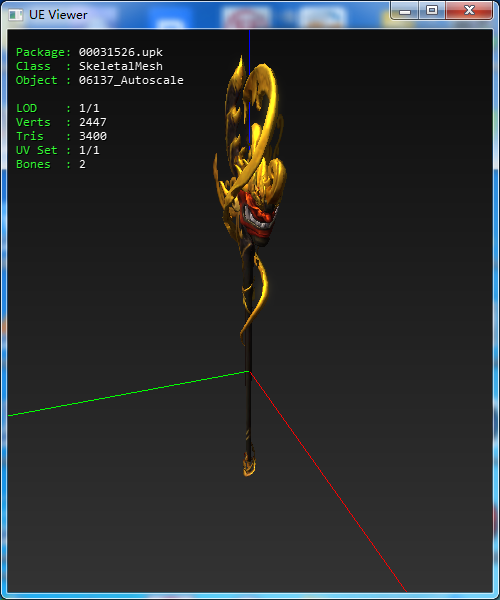 UE Viewer
Package: 00031526.upk
Class : SkeletalMesh
Object : 06137_Autoscale
LOD : 1/1
Verts : 2447
Tris : 3400
UV Set : 1/1
Bones : 2